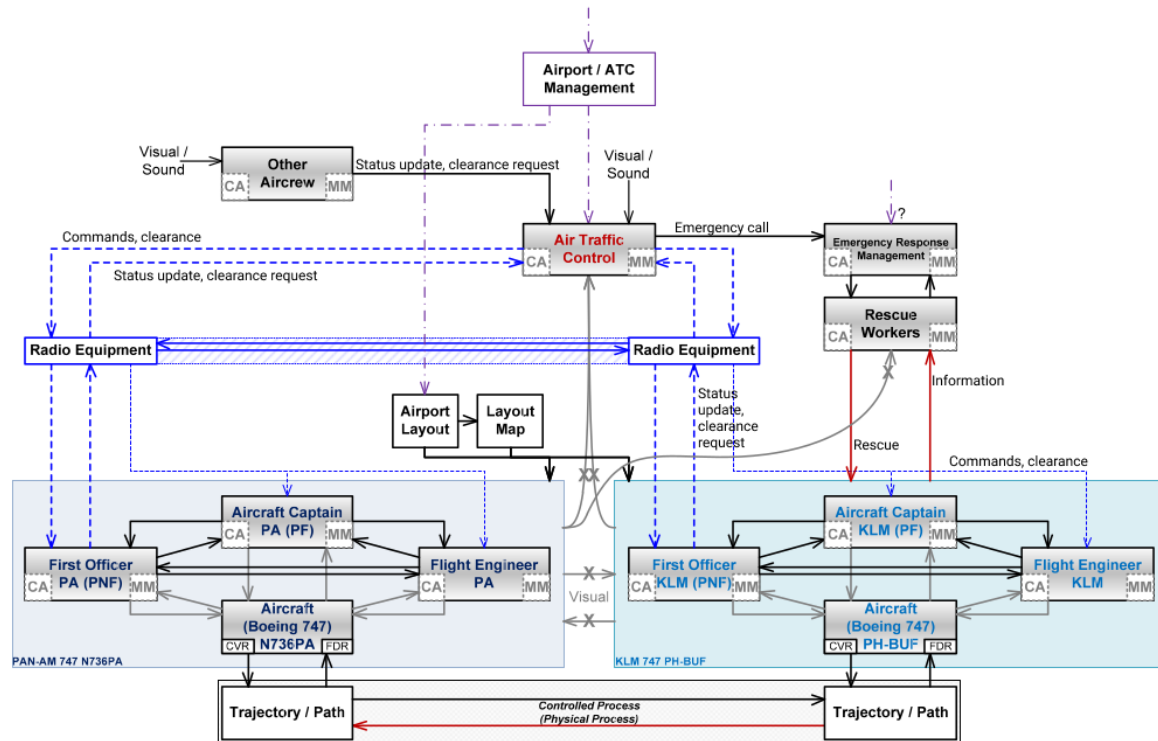 Airport / ATC
Management
Visual /
Sound
Other
Aircrew
CA
MM
Status update, clearance request
Visual /
Sound
?
Commands, clearance
Status update, clearance request
Air Traffic
Control
CA
MM
Emergency call
Emergency Response
Management
CA
MM
Rescue
Workers
CA
MM
X
Radio Equipment
Radio Equipment
Airport
Layout
Layout
Map
Status
update,
clearance
request
Information
Rescue
Commands, clearance
XX
Aircraft Captain
PA (PF)
CA
MM
First Officer
PA (PNF)
CA
MM
Flight Engineer
PA
CA
MM
Aircraft
(Boeing 747)
N736PA
CVR
FDR
PAN-AM 747 N736PA
X
Visual
X
Aircraft Captain
KLM (PF)
CA
MM
First Officer
KLM (PNF)
CA
MM
Flight Engineer
KLM
CA
MM
Aircraft
(Boeing 747)
PH-BUF
CVR
FDR
KLM 747 PH-BUF
Trajectory / Path
Controlled Process
(Physical Process)
Trajectory / Path